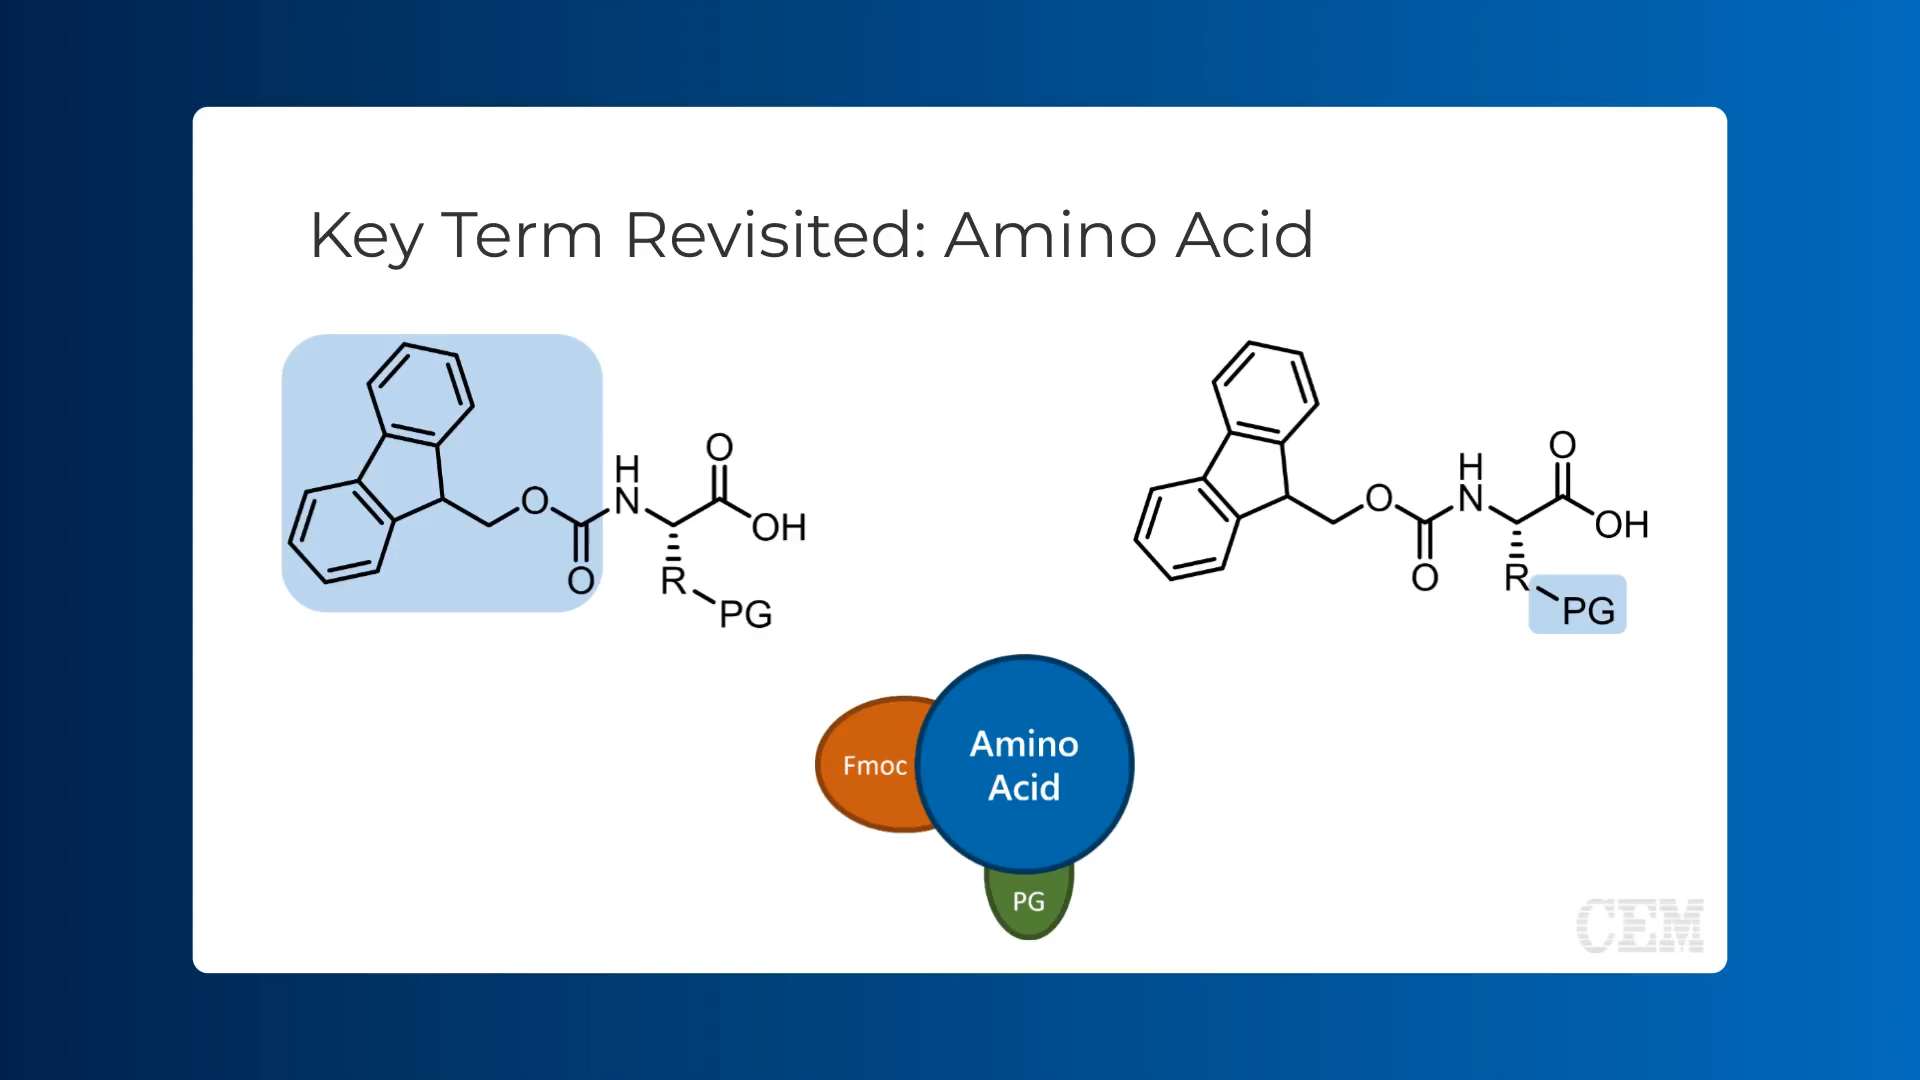 Key Term Revisited: Amino Acid
O
H
N
O
OH
O
R
PG
O
H
N
O
OH
O
R
PG
Amino
Acid
Fmoc
PG
CEM